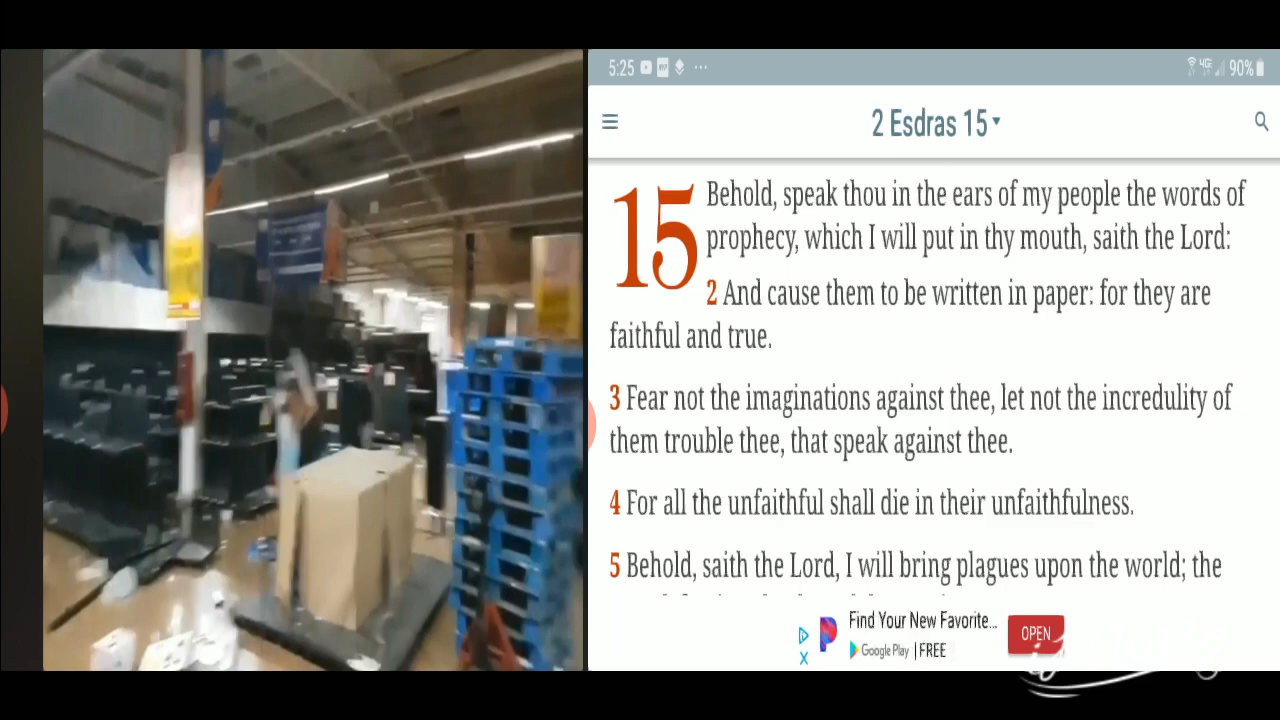 5:25
4G
90%
2 Esdras 15
15 Behold, speak thou in the ears of my people the words of
prophecy, which I will put in thy mouth, saith the Lord:
2 And cause them to be written in paper: for they are
faithful and true.
3 Fear not the imaginations against thee, let not the incredulity of
them trouble thee, that speak against thee.
4 For all the unfaithful shall die in their unfaithfulness.
5 Behold, saith the Lord, I will bring plagues upon the world; the
Find Your New Favorite...
Google Play | FREE
OPEN